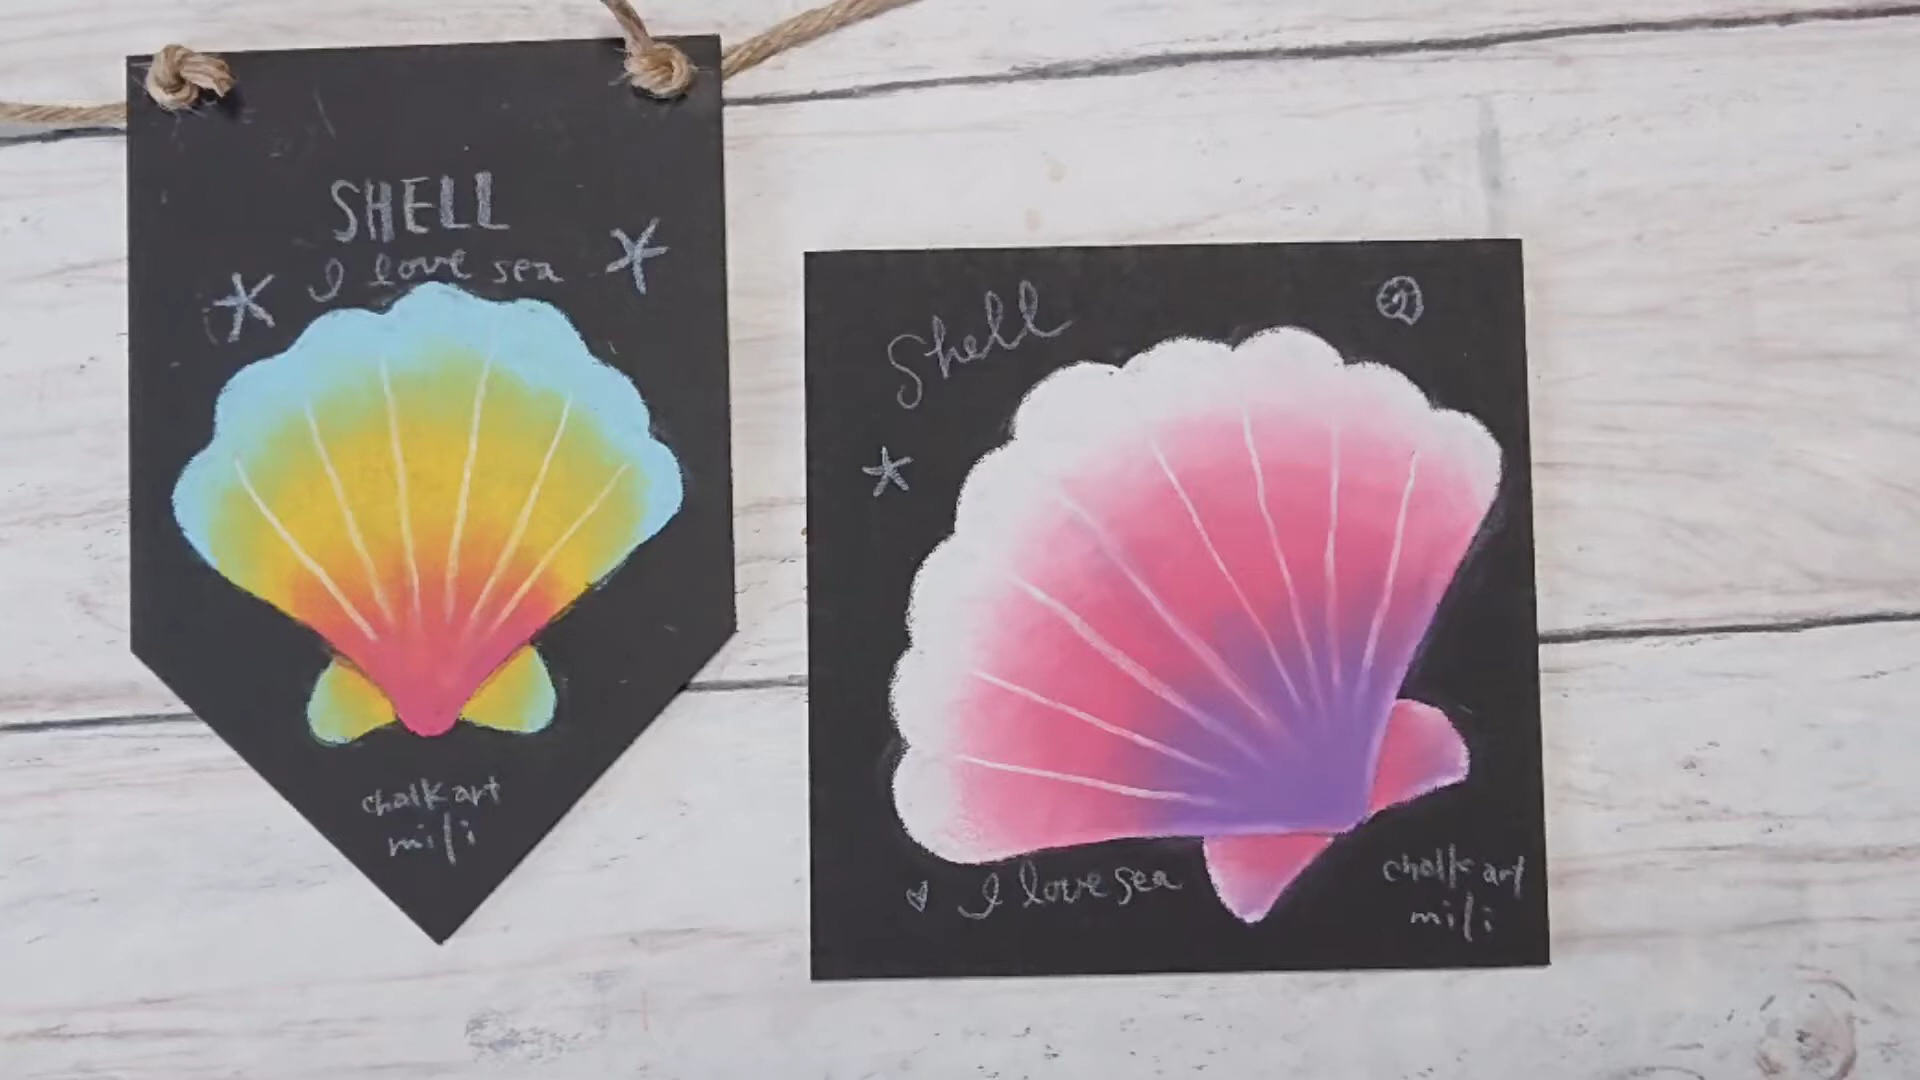 SHELL
I love sea
chalk art
mili
Shell
I love sea
chalk art
mili